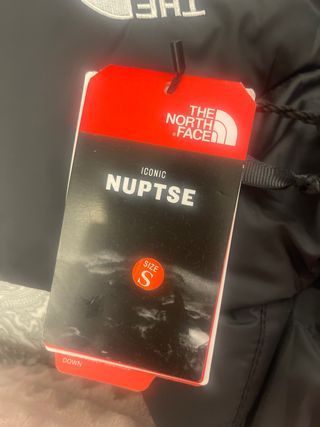 THE
THE
NORTH
FACE
ICONIC
NUPTSE
SIZE
S
DOWN